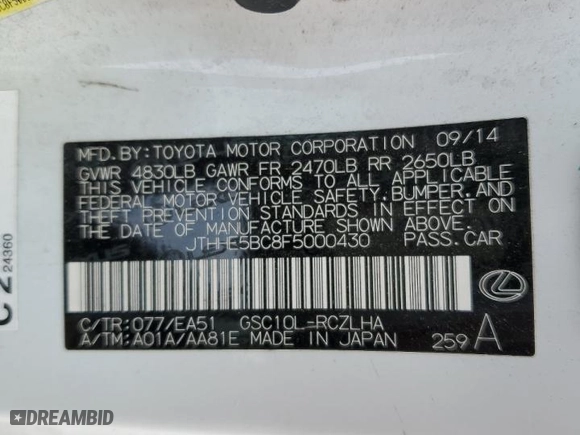 MFD. BY: TOYOTA MOTOR CORPORATION 09/14
GVWR 4830LB GAWR FR 2470LB RR 2650LB
THIS VEHICLE CONFORMS TO ALL APPLICABLE
FEDERAL MOTOR VEHICLE SAFETY, BUMPER, AND
THEFT PREVENTION STANDARDS IN EFFECT ON
THE DATE OF MANUFACTURE SHOWN ABOVE.
JTHHE5BC8F5000430 PASS. CAR
C/TR: 077/EA51 GSC10L-RCZLHA
A/TM: A01A/AA81E MADE IN JAPAN 259 A
C 2 24360
DREAMBID